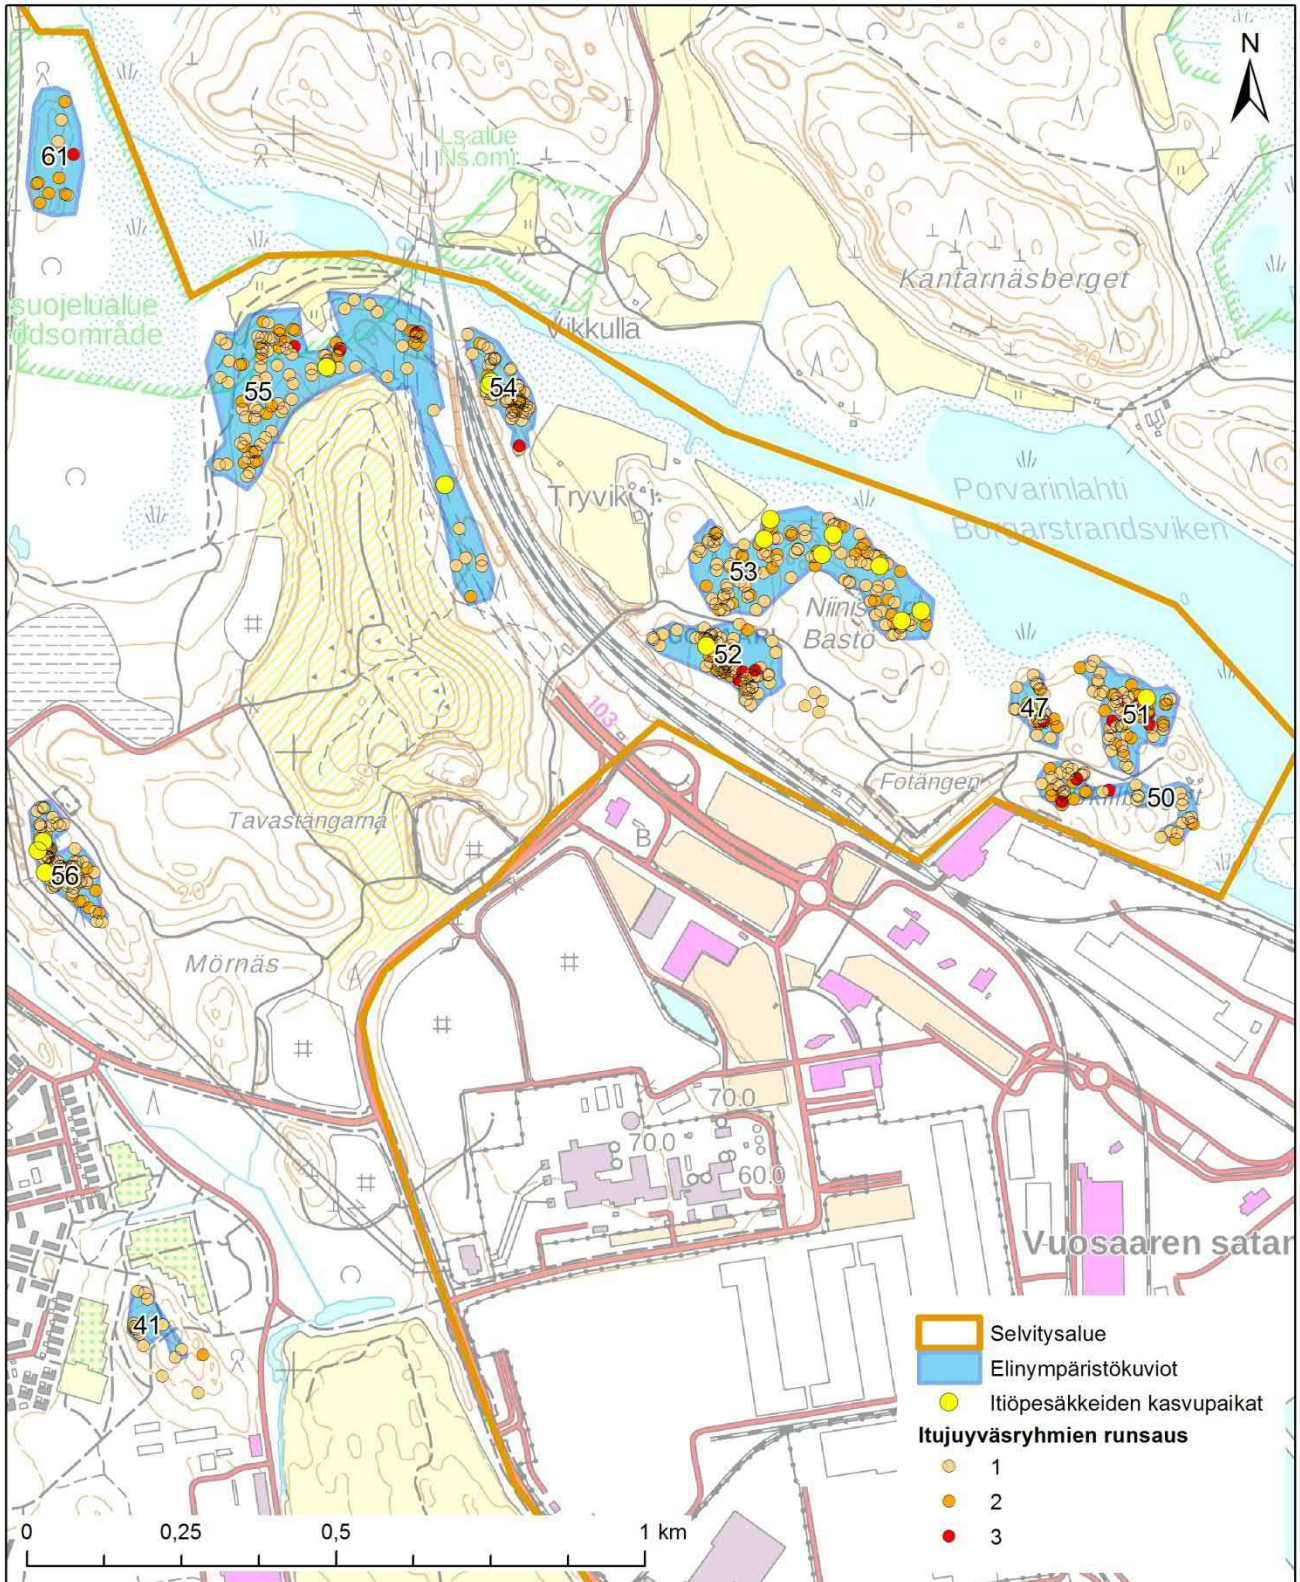 N
61
Ls.alue
Ns.omr
Kantarnäsberget
20
suojelualue
ddsområde
Vikkulla
55
54
Tryvik
Porvarinlahti
Borgarstrandsviken
53
Niinis
Bastö
52
103
47
51
Fotängen
50
Tavastängarna
B
56
20
Mörnäs
70.0
70.0
60.0
Vuosaaren satar
41
Selvitysalue
Elinympäristökuviot
Itiöpesäkkeiden kasvupaikat
Itujuyväsryhmien runsaus
1
2
3
0 0,25 0,5 1 km